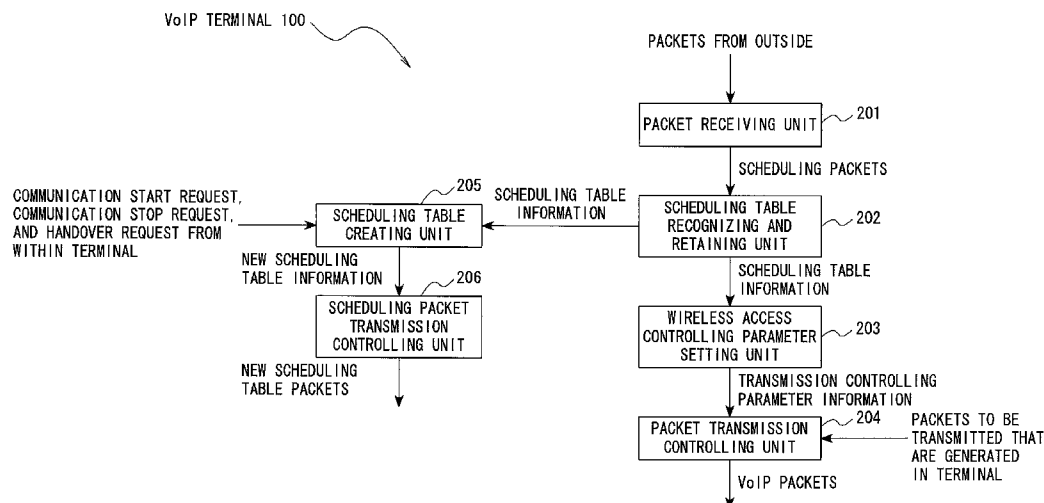 VoIP TERMINAL 100
PACKETS FROM OUTSIDE
PACKET RECEIVING UNIT
201
SCHEDULING PACKETS
COMMUNICATION START REQUEST,
COMMUNICATION STOP REQUEST,
AND HANDOVER REQUEST FROM
WITHIN TERMINAL
205
SCHEDULING TABLE
CREATING UNIT
SCHEDULING TABLE
INFORMATION
SCHEDULING TABLE
RECOGNIZING AND
RETAINING UNIT
202
NEW SCHEDULING
TABLE INFORMATION
206
SCHEDULING PACKET
TRANSMISSION
CONTROLLING UNIT
NEW SCHEDULING
TABLE PACKETS
SCHEDULING TABLE
INFORMATION
WIRELESS ACCESS
CONTROLLING PARAMETER
SETTING UNIT
203
TRANSMISSION CONTROLLING
PARAMETER INFORMATION
204
PACKET TRANSMISSION
CONTROLLING UNIT
PACKETS TO BE
TRANSMITTED THAT
ARE GENERATED
IN TERMINAL
VoIP PACKETS